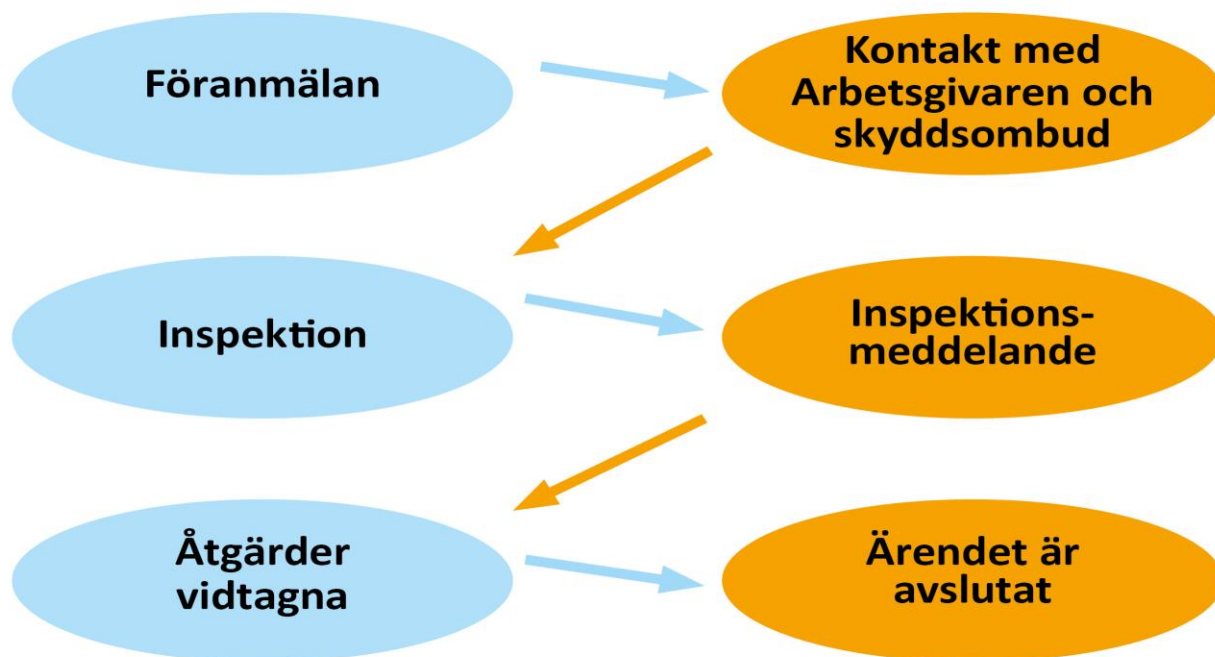 Föranmälan
Kontakt med
Arbetsgivaren och
skyddsombud
Inspektion
Inspektions-
meddelande
Åtgärder
vidtagna
Ärendet är
avslutat